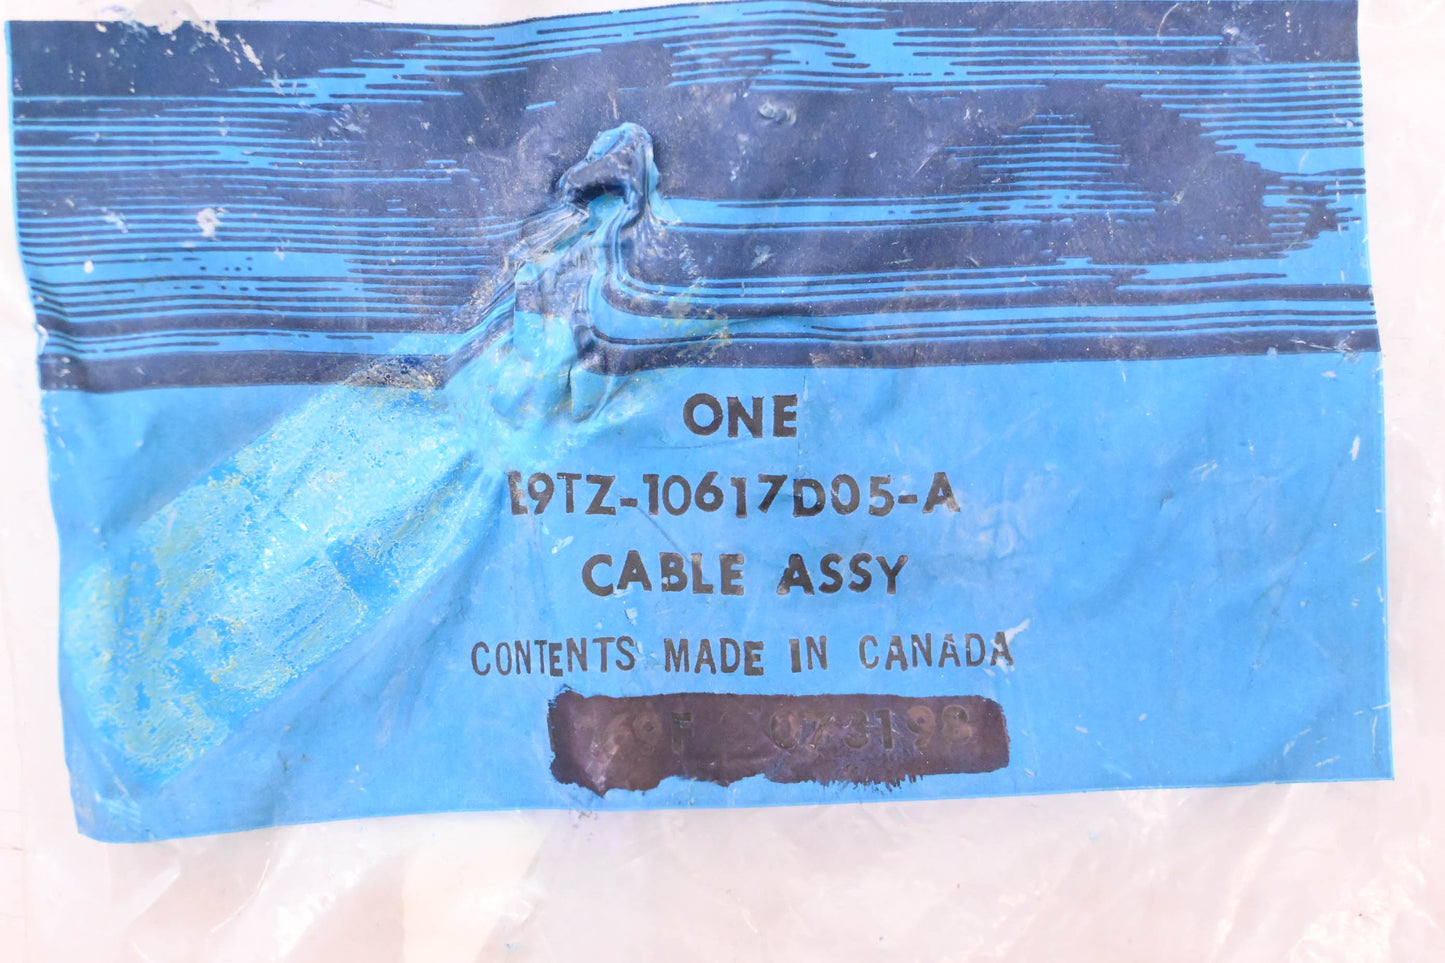 ONE
E9TZ-10617D05-A
CABLE ASSY
CONTENTS MADE IN CANADA